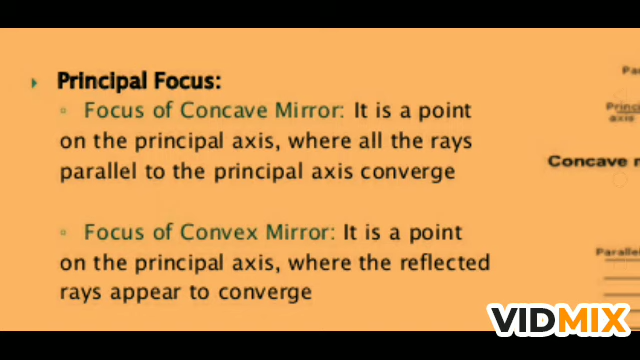 Principal Focus:
Focus of Concave Mirror: It is a point
on the principal axis, where all the rays
parallel to the principal axis converge
Focus of Convex Mirror: It is a point
on the principal axis, where the reflected
rays appear to converge
axis
Concave
VIDMIX